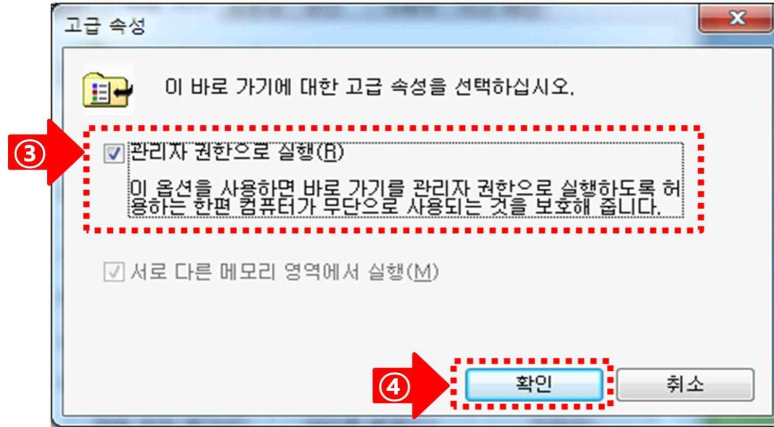 고급 속성
이 바로 가기에 대한 고급 속성을 선택하십시오.
③
관리자 권한으로 실행(R)
이 옵션을 사용하면 바로 가기를 관리자 권한으로 실행하도록 허
용하는 한편 컴퓨터가 무단으로 사용되는 것을 보호해 줍니다.
서로 다른 메모리 영역에서 실행(M)
④
확인
취소